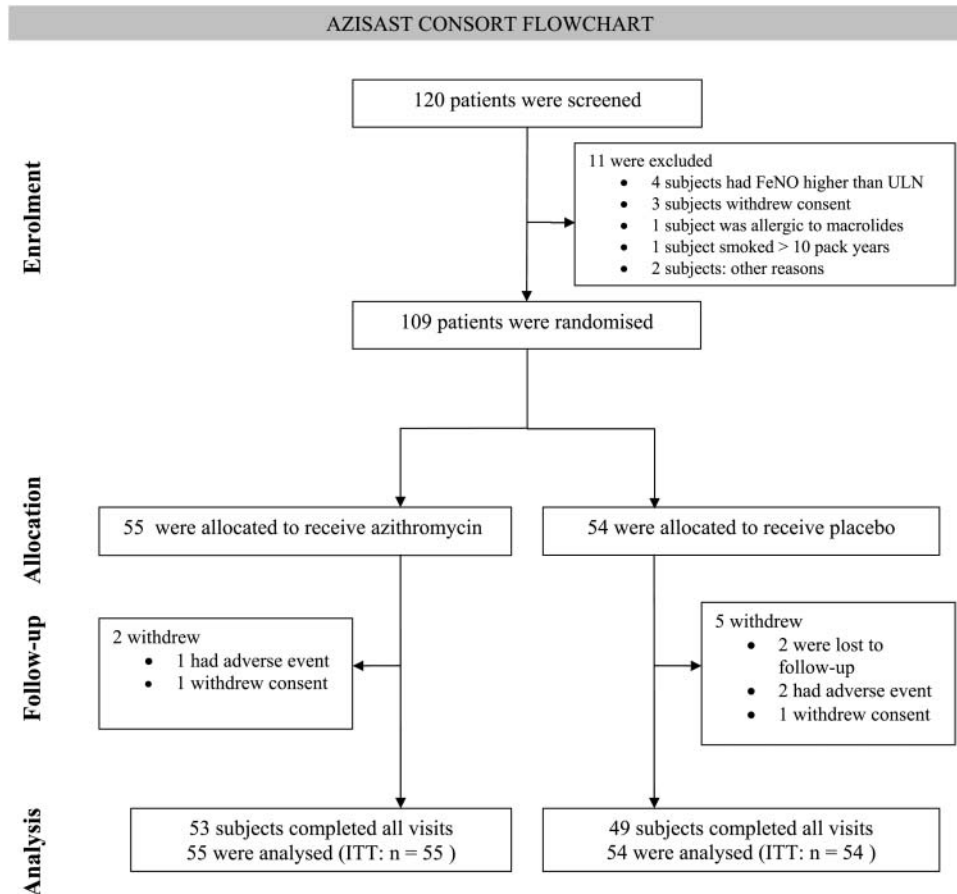 AZISAST CONSORT FLOWCHART
Enrolment
120 patients were screened
11 were excluded
• 4 subjects had FeNO higher than ULN
• 3 subjects withdrew consent
• 1 subject was allergic to macrolides
• 1 subject smoked > 10 pack years
• 2 subjects: other reasons
109 patients were randomised
Allocation
55 were allocated to receive azithromycin
54 were allocated to receive placebo
Follow-up
2 withdrew
• 1 had adverse event
• 1 withdrew consent
5 withdrew
• 2 were lost to
follow-up
• 2 had adverse event
• 1 withdrew consent
Analysis
53 subjects completed all visits
55 were analysed (ITT: n = 55 )
49 subjects completed all visits
54 were analysed (ITT: n = 54 )